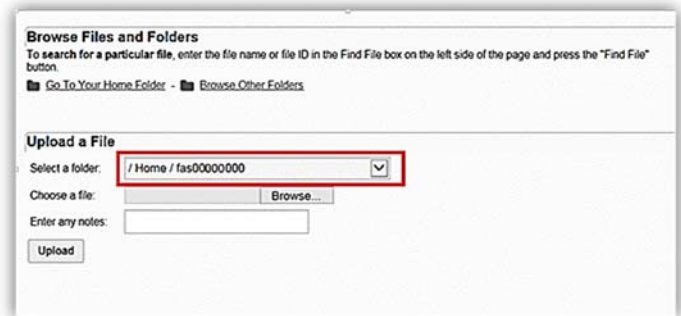 Browse Files and Folders
To search for a particular file, enter the file name or file ID in the Find File box on the left side of the page and press the "Find File"
button.
Go To Your Home Folder - Browse Other Folders
Upload a File
Select a folder: / Home / fas00000000
Choose a file: Browse...
Enter any notes:
Upload